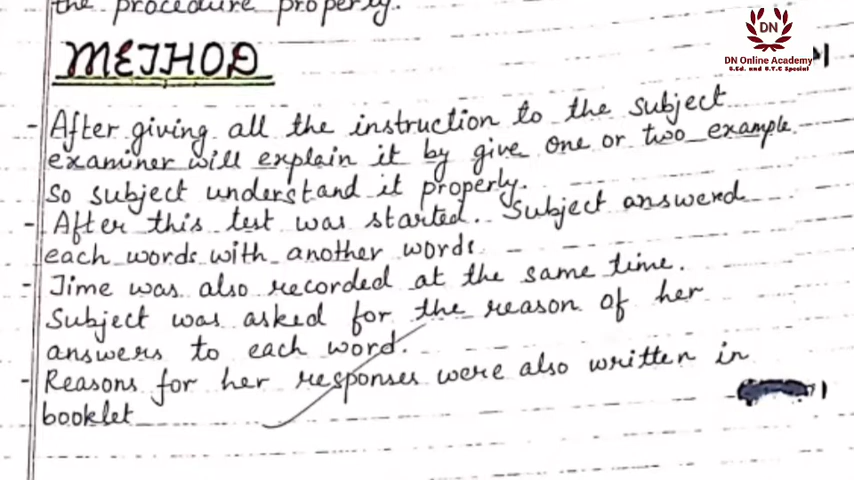 the procedure properly.
DN
DN Online Academy
B.Ed. and B.T.C Special
METHOD
- After giving all the instruction to the subject
examiner will explain it by give one or two example
so subject understand it properly.
- After this test was started. Subject answerd
each words with another words
- Time was also recorded at the same time.
Subject was asked for the reason of her
answers to each word.
- Reasons for her responses were also written in
booklet